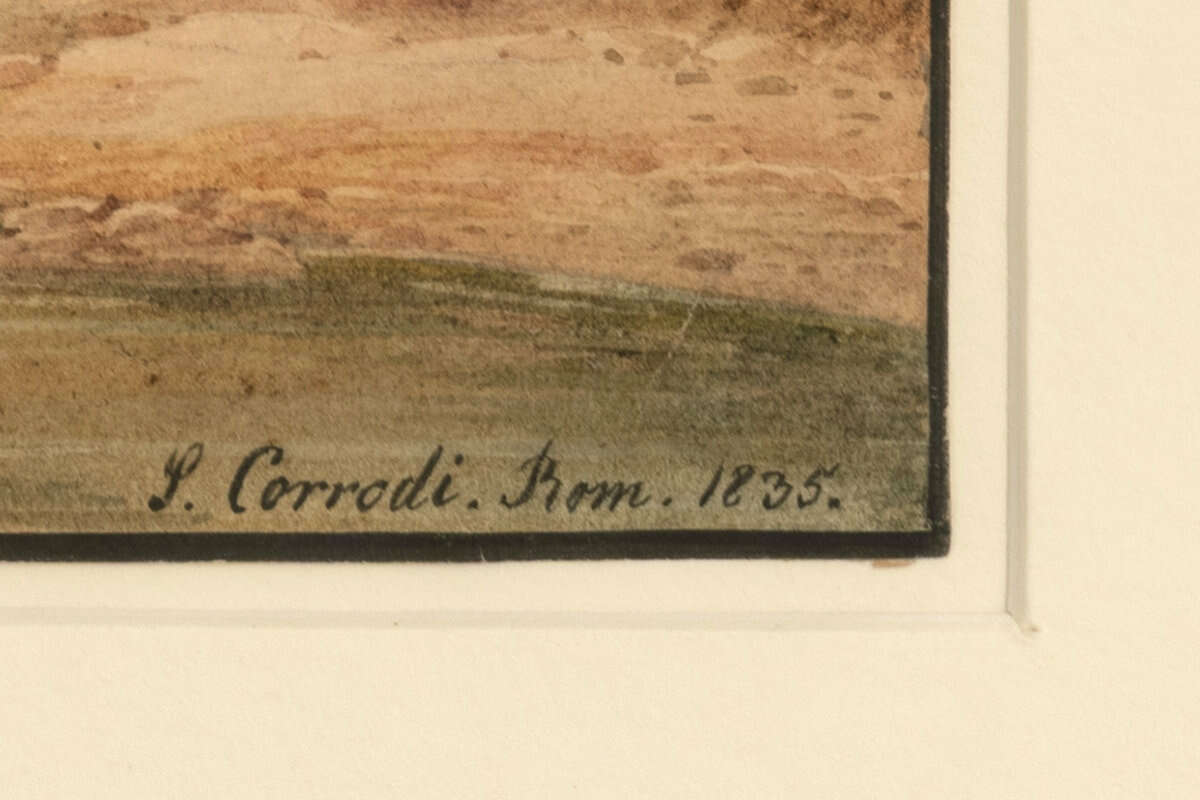 S. Corrodi. Rom. 1835.